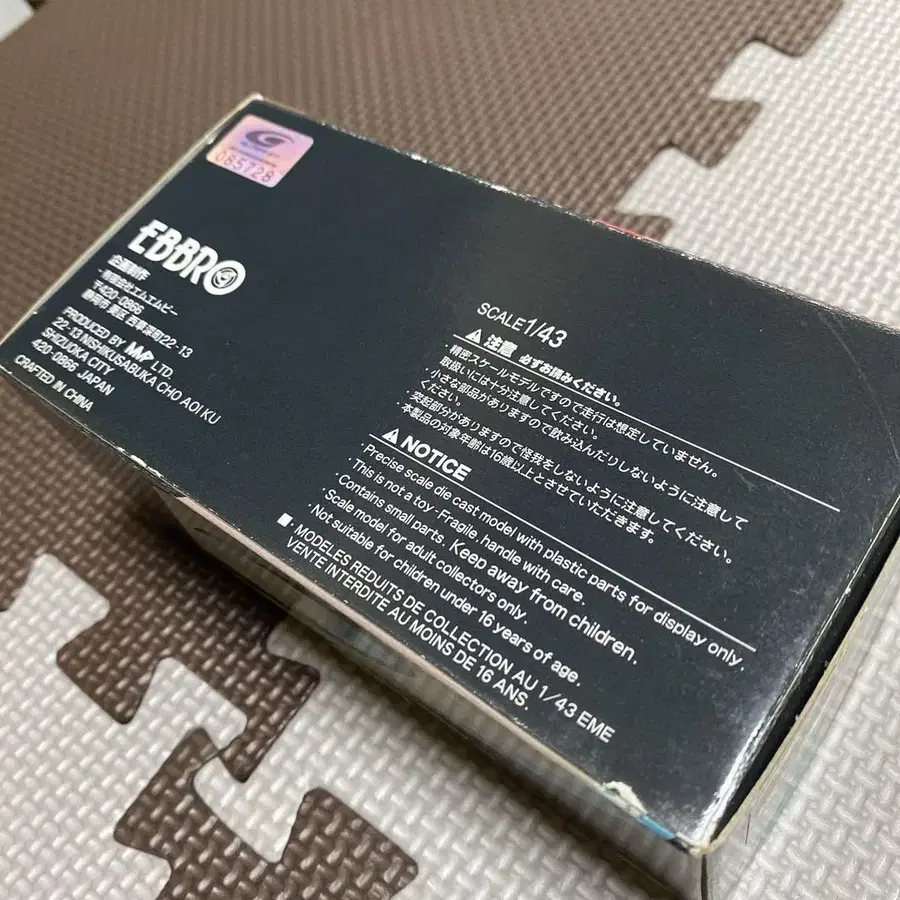 085728
EBBRO
企画制作
有限会社エムエムピー
〒420-0866
静岡市 葵区 西草深町22-13
PRODUCED BY MMP LTD.
22-13 NISHIKUSABUKA CHO AOI KU
SHIZUOKA CITY
420-0866 JAPAN
CRAFTED IN CHINA
SCALE1/43
注意 必ずお読みください。
精密スケールモデルですので走行は想定していません。
取扱いには十分注意してください。
・小さな部品がありますので飲み込んだりしないように注意して
ください。
突起部分がありますので怪我をしないように注意してください。
本製品の対象年齢は16歳以上とさせていただきます。
NOTICE
・Precise scale die cast model with plastic parts for display only.
・This is not a toy・Fragile, handle with care.
・Contains small parts. Keep away from children.
・Scale model for adult collectors only.
・Not suitable for children under 16 years of age.
■・MODELES REDUITS DE COLLECTION AU 1/43 EME
VENTE INTERDITE AU MOINS DE 16 ANS.